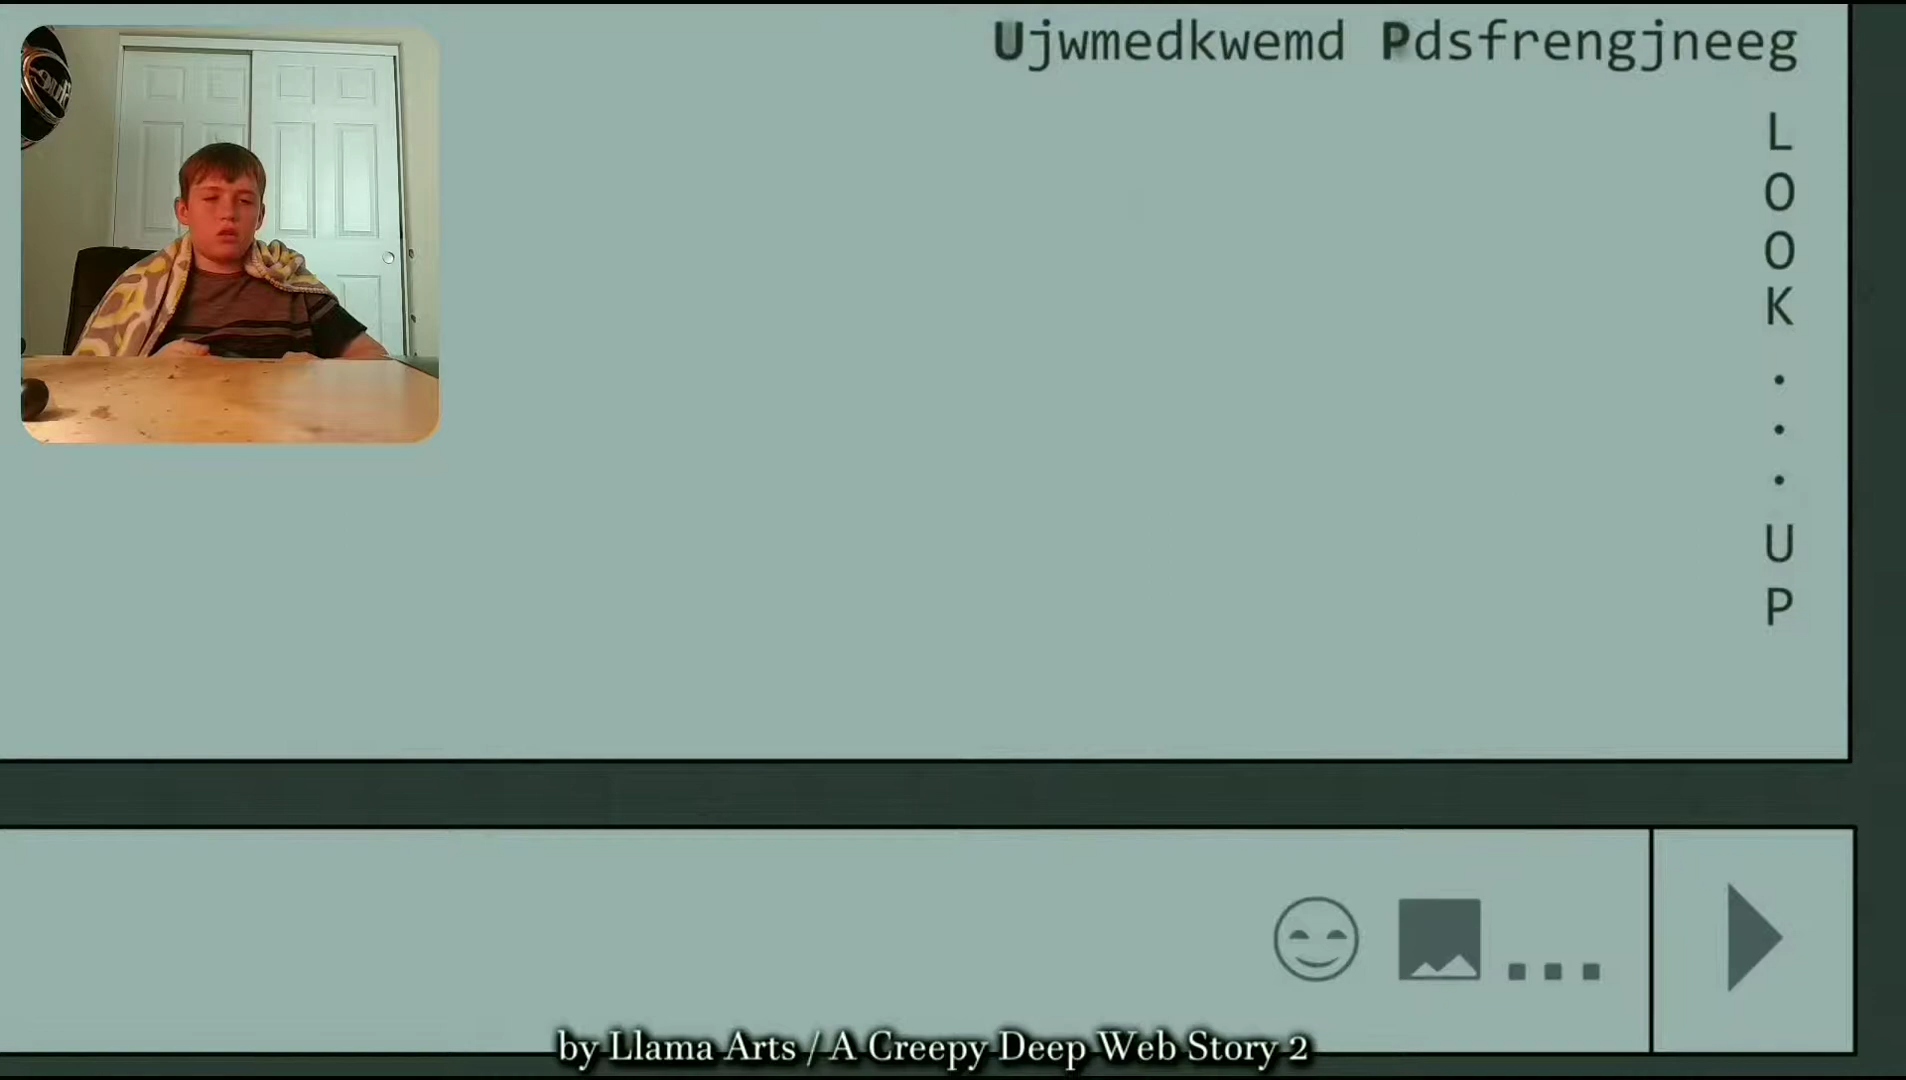 Ujwmedkwemd Pdsfrengjneeg
L
O
O
K
.
.
.
U
P
by Llama Arts / A Creepy Deep Web Story 2